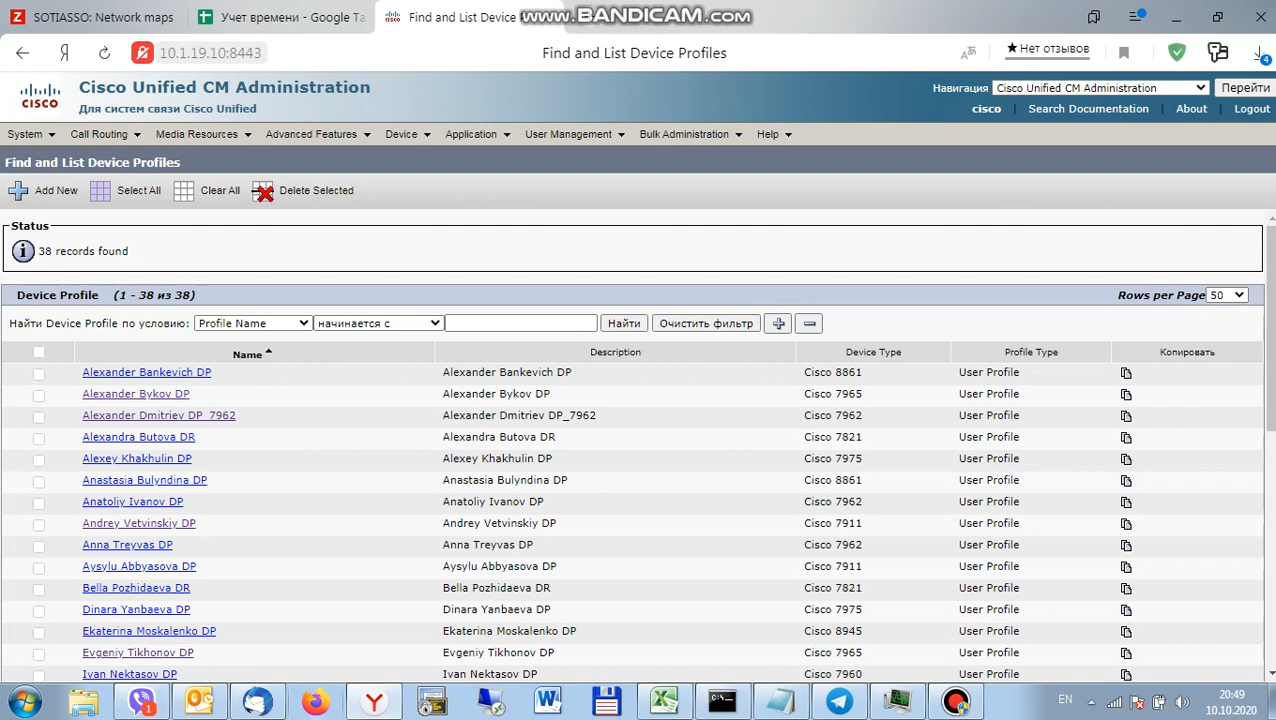 SOTIASSO: Network maps
Учет времени - Google Та
Find and List Device
www.BANDICAM.com
10.1.19.10:8443
Find and List Device Profiles
Нет отзывов
4
CISCO
Cisco Unified CM Administration
Для систем связи Cisco Unified
Навигация
Cisco Unified CM Administration
Перейти
cisco
Search Documentation
About
Logout
System
Call Routing
Media Resources
Advanced Features
Device
Application
User Management
Bulk Administration
Help
Find and List Device Profiles
Add New
Select All
Clear All
Delete Selected
Status
38 records found
Device Profile (1 - 38 из 38)
Rows per Page 50
Найти Device Profile по условию: Profile Name начинается с Найти Очистить фильтр
Name Description Device Type Profile Type Копировать
Alexander Bankevich DP Alexander Bankevich DP Cisco 8861 User Profile
Alexander Bykov DP Alexander Bykov DP Cisco 7965 User Profile
Alexander Dmitriev DP_7962 Alexander Dmitriev DP_7962 Cisco 7962 User Profile
Alexandra Butova DR Alexandra Butova DR Cisco 7821 User Profile
Alexey Khakhulin DP Alexey Khakhulin DP Cisco 7975 User Profile
Anastasia Bulyndina DP Anastasia Bulyndina DP Cisco 8861 User Profile
Anatoliy Ivanov DP Anatoliy Ivanov DP Cisco 7962 User Profile
Andrey Vetvinskiy DP Andrey Vetvinskiy DP Cisco 7911 User Profile
Anna Treyvas DP Anna Treyvas DP Cisco 7962 User Profile
Aysylu Abbyasova DP Aysylu Abbyasova DP Cisco 7911 User Profile
Bella Pozhidaeva DR Bella Pozhidaeva DR Cisco 7821 User Profile
Dinara Yanbaeva DP Dinara Yanbaeva DP Cisco 7975 User Profile
Ekaterina Moskalenko DP Ekaterina Moskalenko DP Cisco 8945 User Profile
Evgeniy Tikhonov DP Evgeniy Tikhonov DP Cisco 7965 User Profile
Ivan Nektasov DP Ivan Nektasov DP Cisco 7960 User Profile
1
EN
20:49
10.10.2020